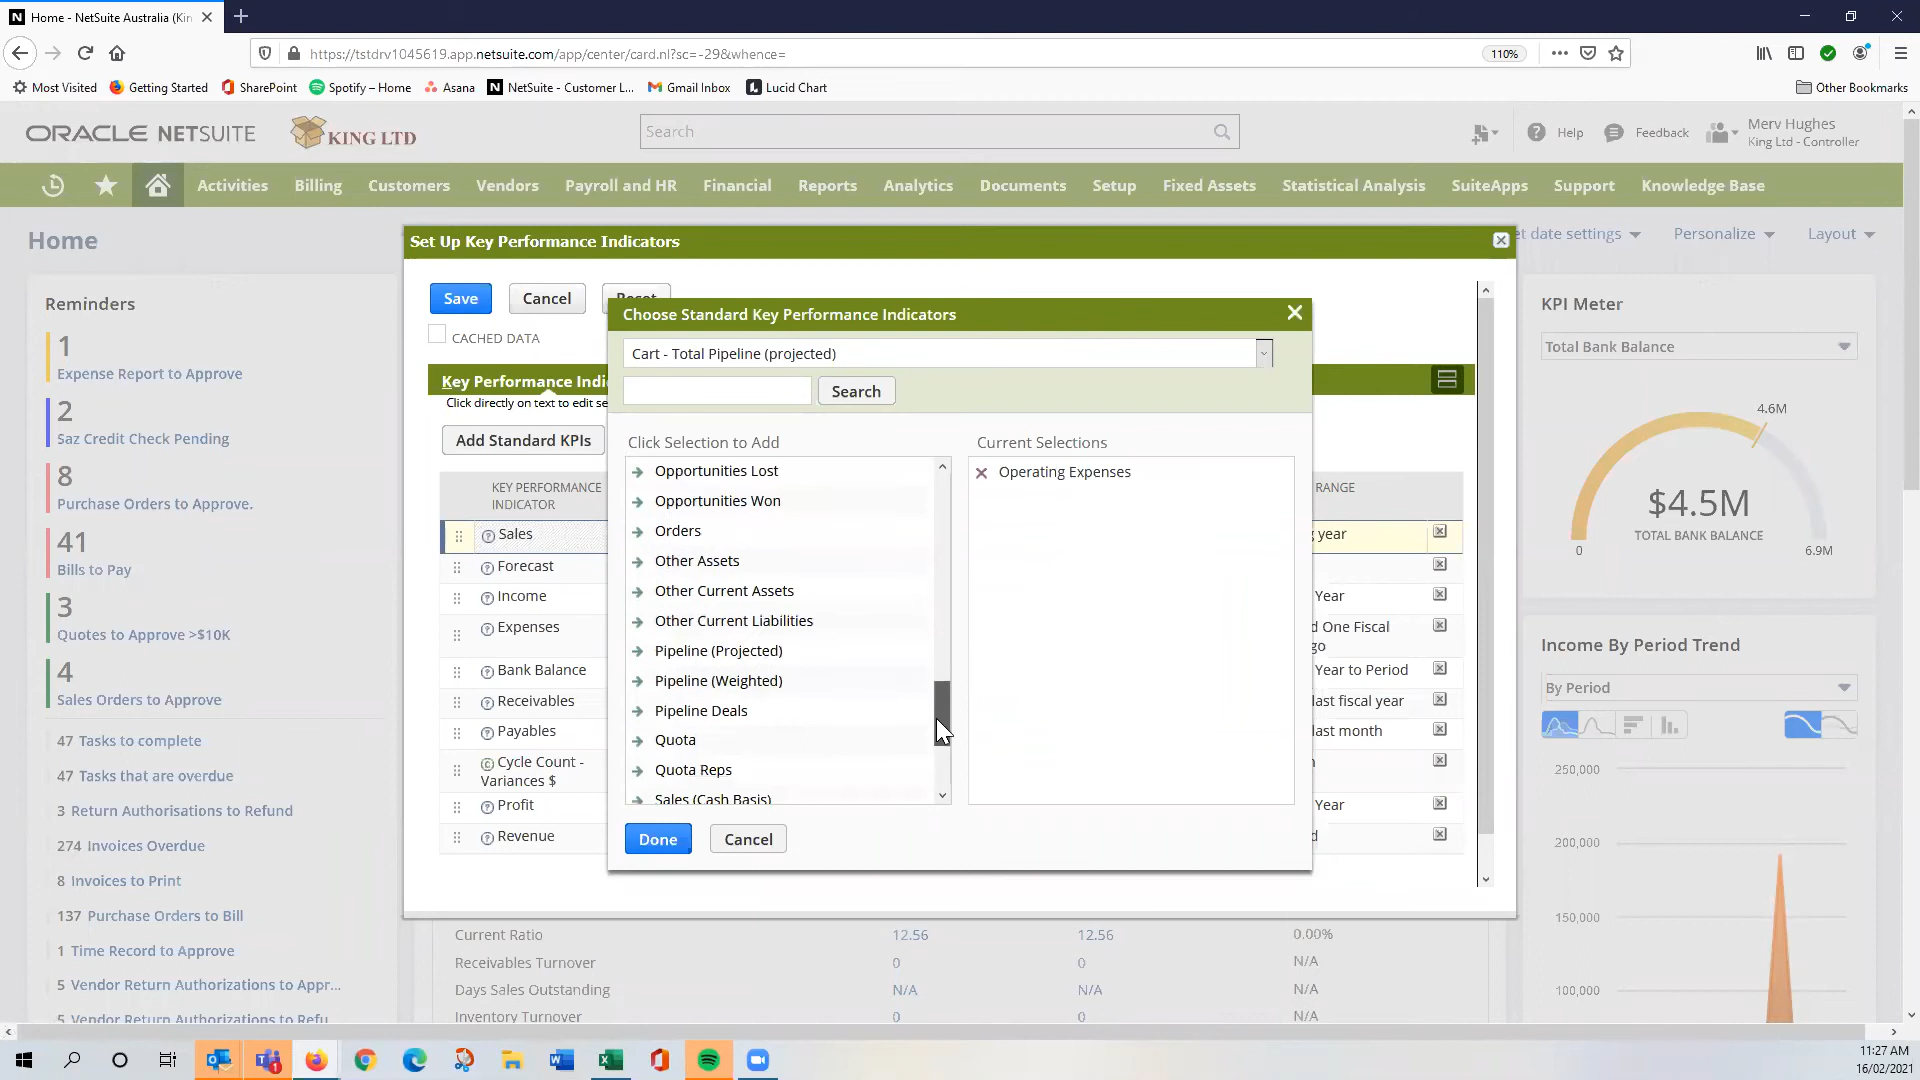 Home - NetSuite Australia (Kin
https://tstdrv1045619.app.netsuite.com/app/center/card.nl?sc=-29&whence=
110%
Most Visited
Getting Started
SharePoint
Spotify – Home
Asana
NetSuite - Customer L...
Gmail Inbox
Lucid Chart
Other Bookmarks
ORACLE NETSUITE
KING LTD
Search
Help
Feedback
Merv Hughes
King Ltd - Controller
Activities
Billing
Customers
Vendors
Payroll and HR
Financial
Reports
Analytics
Documents
Setup
Fixed Assets
Statistical Analysis
SuiteApps
Support
Knowledge Base
Home
et date settings
Personalize
Layout
Reminders
1
Expense Report to Approve
2
Saz Credit Check Pending
8
Purchase Orders to Approve.
41
Bills to Pay
3
Quotes to Approve >$10K
4
Sales Orders to Approve
47 Tasks to complete
47 Tasks that are overdue
3 Return Authorisations to Refund
274 Invoices Overdue
8 Invoices to Print
137 Purchase Orders to Bill
1 Time Record to Approve
5 Vendor Return Authorizations to Appr...
5 Vendor Return Authorizations to Refu
Set Up Key Performance Indicators
Save
Cancel
Reset
CACHED DATA
Key Performance Indi
Click directly on text to edit se
Add Standard KPIs
KEY PERFORMANCE
INDICATOR
RANGE
Sales
g year
Forecast
Income
Year
Expenses
d One Fiscal
go
Bank Balance
Year to Period
Receivables
last fiscal year
Payables
last month
Cycle Count -
Variances $
Profit
Year
Revenue
Choose Standard Key Performance Indicators
Cart - Total Pipeline (projected)
Search
Click Selection to Add
Opportunities Lost
Opportunities Won
Orders
Other Assets
Other Current Assets
Other Current Liabilities
Pipeline (Projected)
Pipeline (Weighted)
Pipeline Deals
Quota
Quota Reps
Sales (Cash Basis)
Current Selections
Operating Expenses
Done
Cancel
Current Ratio 12.56 12.56 0.00%
Receivables Turnover 0 0 N/A
Days Sales Outstanding N/A N/A N/A
Inventory Turnover 0 0 N/A
KPI Meter
Total Bank Balance
4.6M
$4.5M
TOTAL BANK BALANCE
0
6.9M
Income By Period Trend
By Period
250,000
200,000
150,000
100,000
11:27 AM
16/02/2021